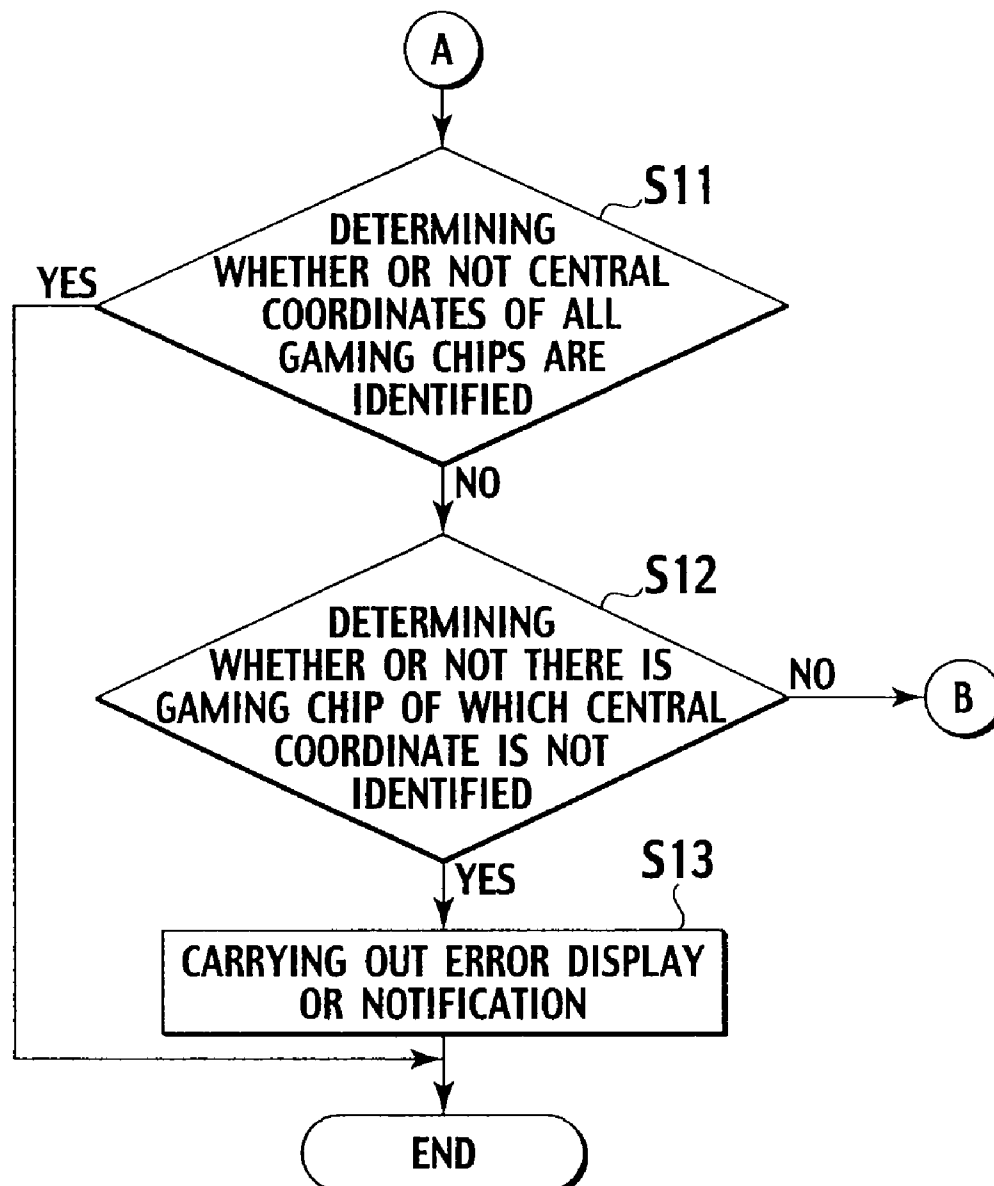 A
S11
DETERMINING
WHETHER OR NOT CENTRAL
COORDINATES OF ALL
GAMING CHIPS ARE
IDENTIFIED
YES
NO
S12
DETERMINING
WHETHER OR NOT THERE IS
GAMING CHIP OF WHICH CENTRAL
COORDINATE IS NOT
IDENTIFIED
NO
B
YES
S13
CARRYING OUT ERROR DISPLAY
OR NOTIFICATION
END